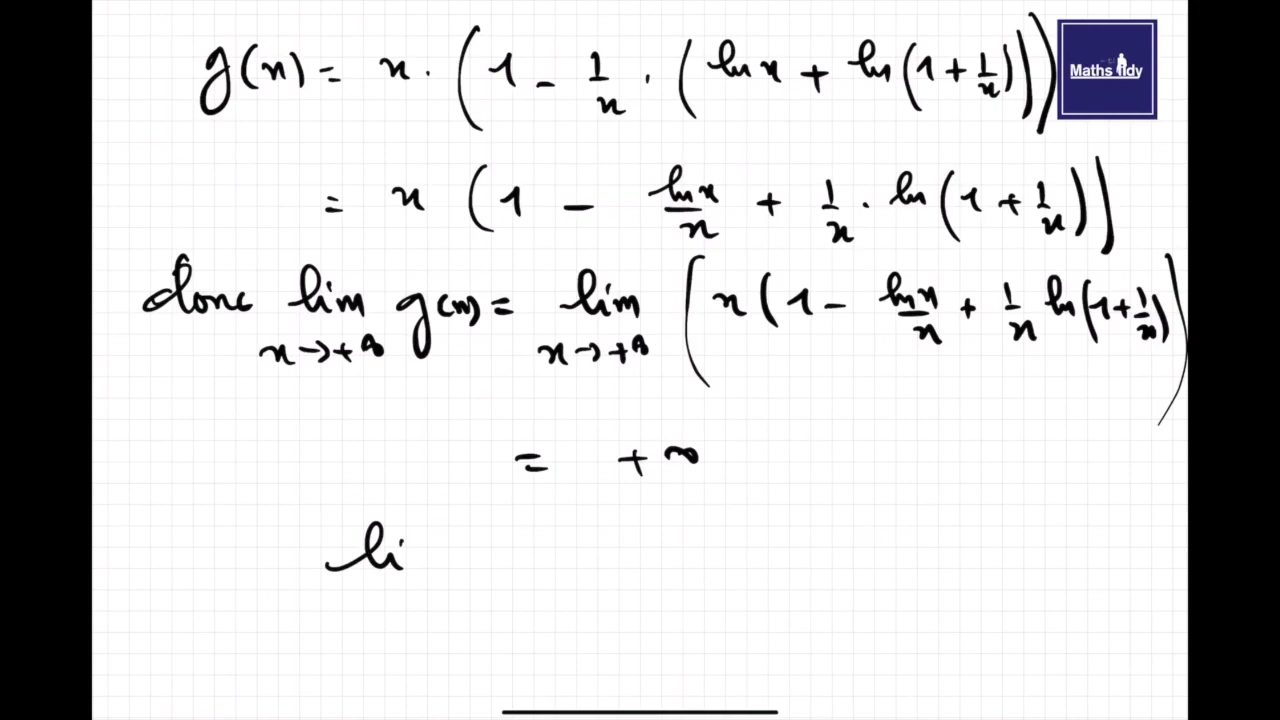 g(x) = x · (1 - 1/x · (ln x + ln(1 + 1/x)))
Maths Tidy
= x (1 - ln x/x + 1/x · ln(1 + 1/x))
donc lim x→+∞ g(x) = lim x→+∞ (x(1 - ln x/x + 1/x ln(1 + 1/x))
= +∞
li